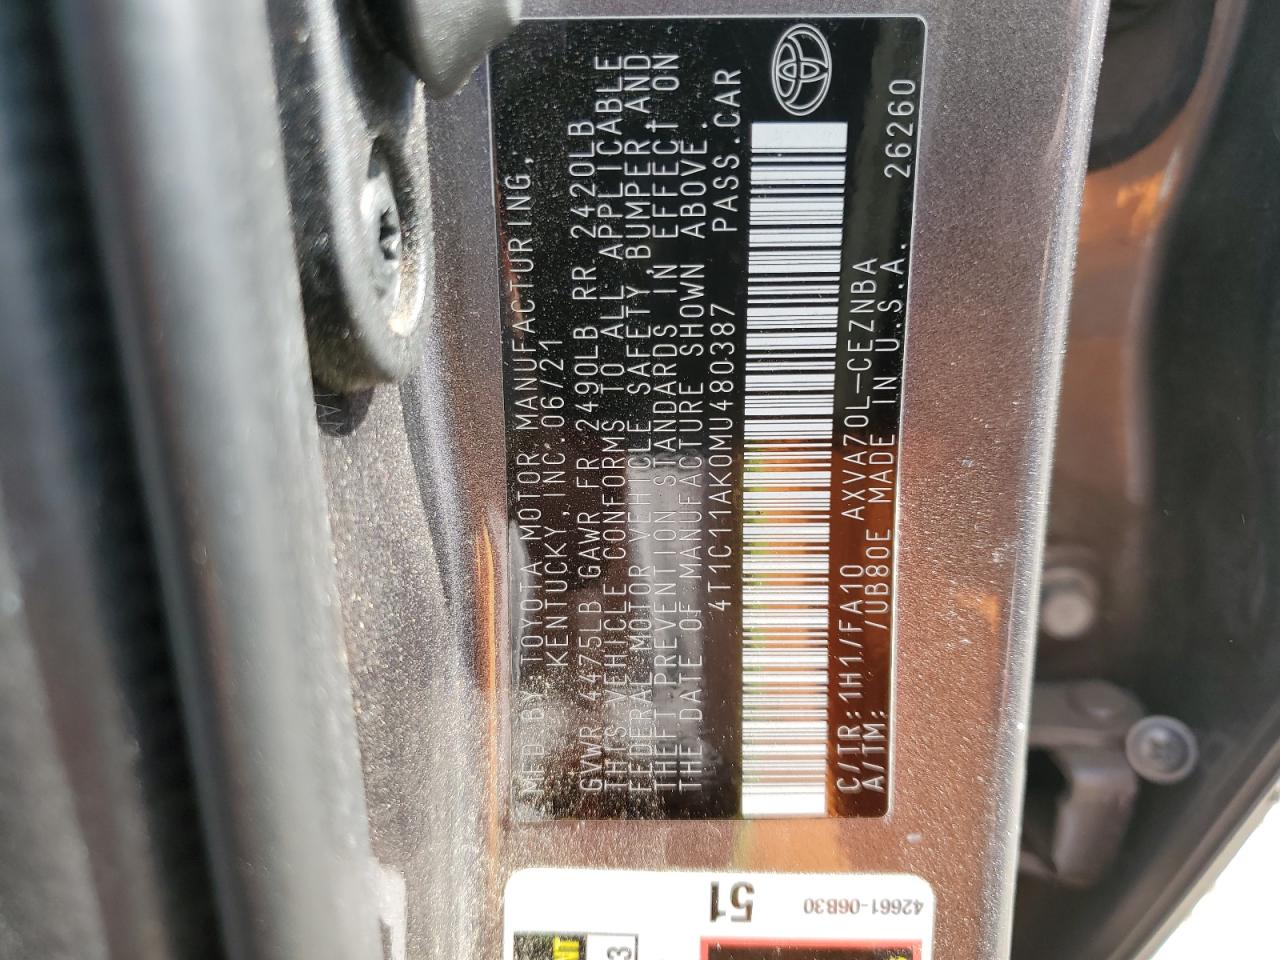 MFD.BY TOYOTA MOTOR MANUFACTURING,
KENTUCKY, INC. 06/21
GVWR 4475LB GAWR FR 2490LB RR 2420LB
THIS VEHICLE CONFORMS TO ALL APPLICABLE
FEDERAL MOTOR VEHICLE SAFETY, BUMPER, AND
THEFT PREVENTION STANDARDS IN EFFECT ON
THE DATE OF MANUFACTURE SHOWN ABOVE.
4T1C11AK0MU480387 PASS.CAR
C/TR:1H1/FA10 AXVA70L-CEZNBA
A/TM: /UB80E MADE IN U.S.A. 26260
51
42661-06B30
3